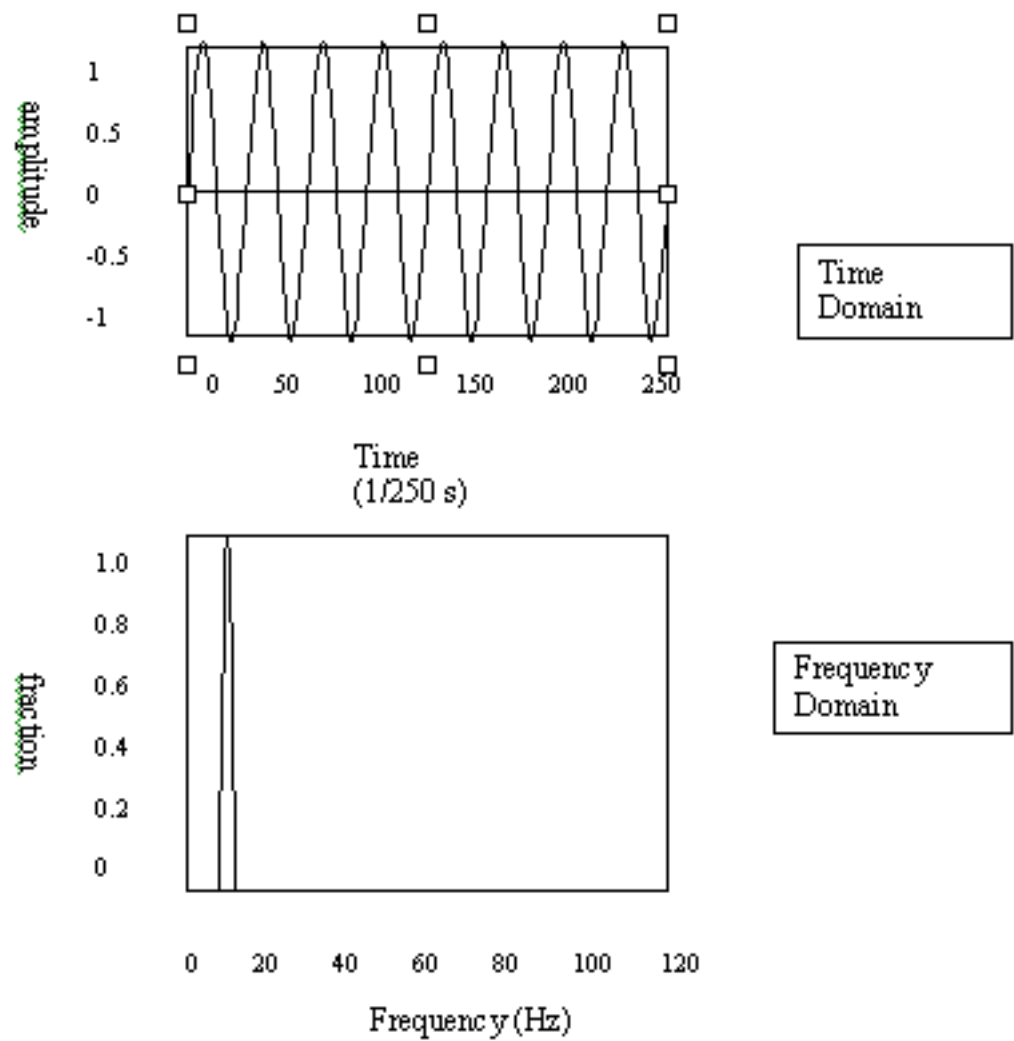 1
0.5
0
-0.5
-1
amplitude
0 50 100 150 200 250
Time
(1/250 s)
Time
Domain
1.0
0.8
0.6
0.4
0.2
0
fraction
0 20 40 60 80 100 120
Frequency (Hz)
Frequency
Domain